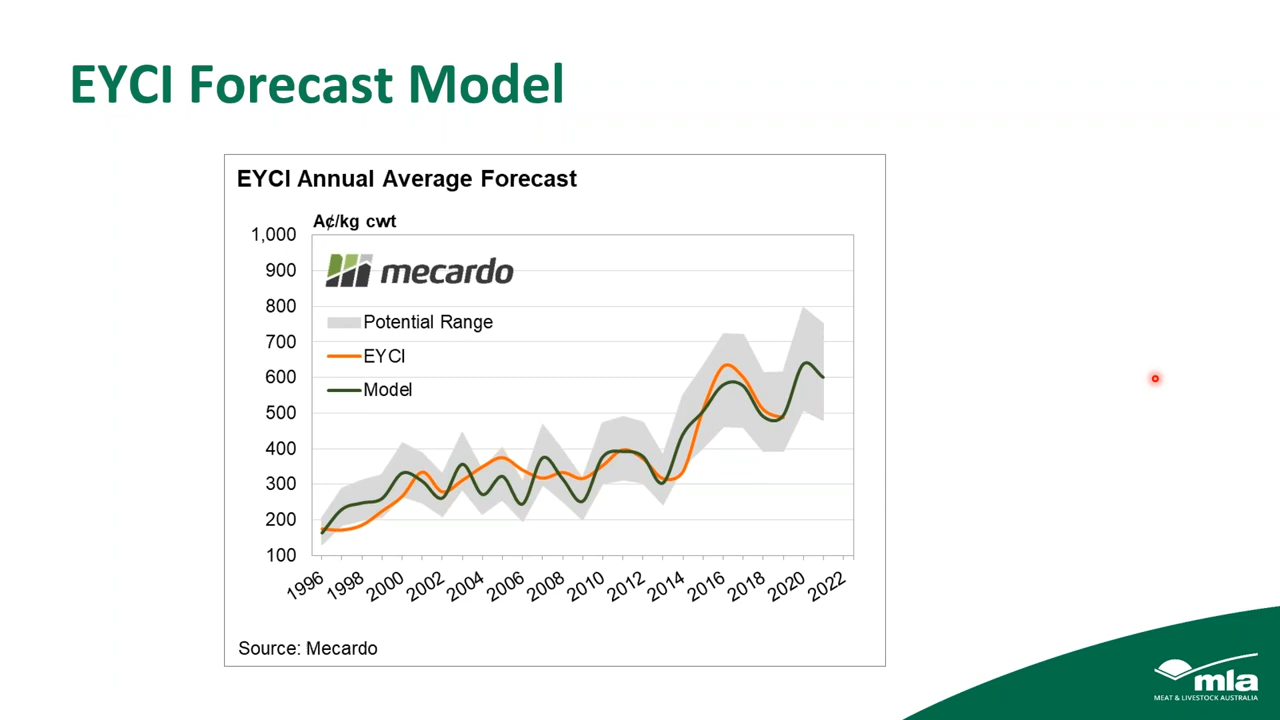 EYCI Forecast Model
EYCI Annual Average Forecast
A¢/kg cwt
1,000
900
800
700
600
500
400
300
200
100
mecardo
Potential Range
EYCI
Model
1996
1998
2000
2002
2004
2006
2008
2010
2012
2014
2016
2018
2020
2022
Source: Mecardo
mla
MEAT & LIVESTOCK AUSTRALIA